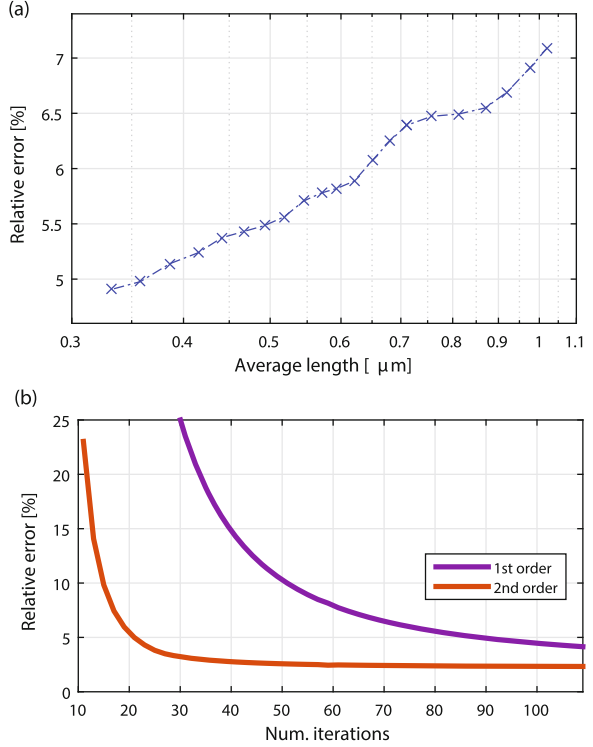 (a)
Relative error [%]
7
6.5
6
5.5
5
0.3 0.4 0.5 0.6 0.7 0.8 0.9 1 1.1
Average length [ μm]
(b)
Relative error [%]
25
20
15
10
5
0
1st order
2nd order
10 20 30 40 50 60 70 80 90 100
Num. iterations